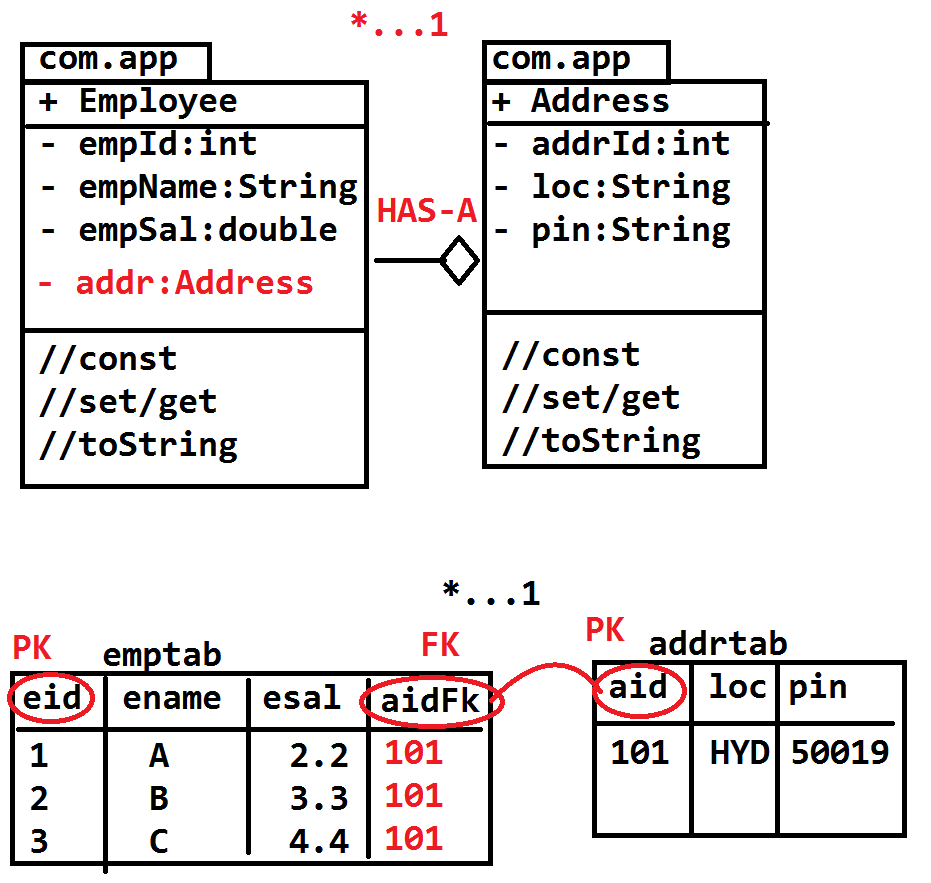 *...1
com.app
+ Employee
- empId:int
- empName:String
- empSal:double
- addr:Address
//const
//set/get
//toString
HAS-A
com.app
+ Address
- addrId:int
- loc:String
- pin:String
//const
//set/get
//toString
*...1
PK
emptab
FK
eid ename esal aidFk
1 A 2.2 101
2 B 3.3 101
3 C 4.4 101
PK
addrtab
aid loc pin
101 HYD 50019